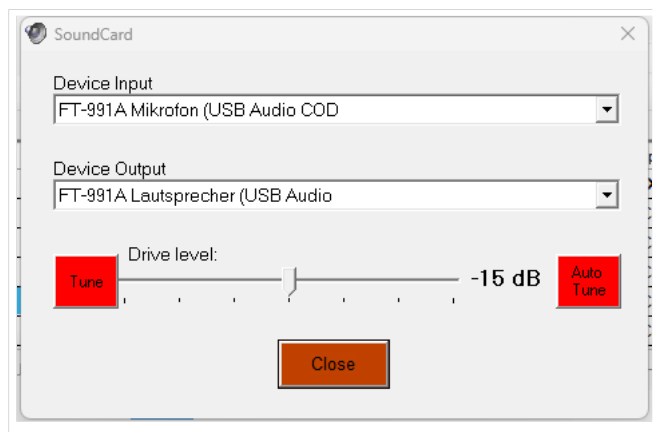 SoundCard
Device Input
FT-991A Mikrofon (USB Audio COD
Device Output
FT-991A Lautsprecher (USB Audio
Drive level:
Tune
-15 dB
Auto
Tune
Close